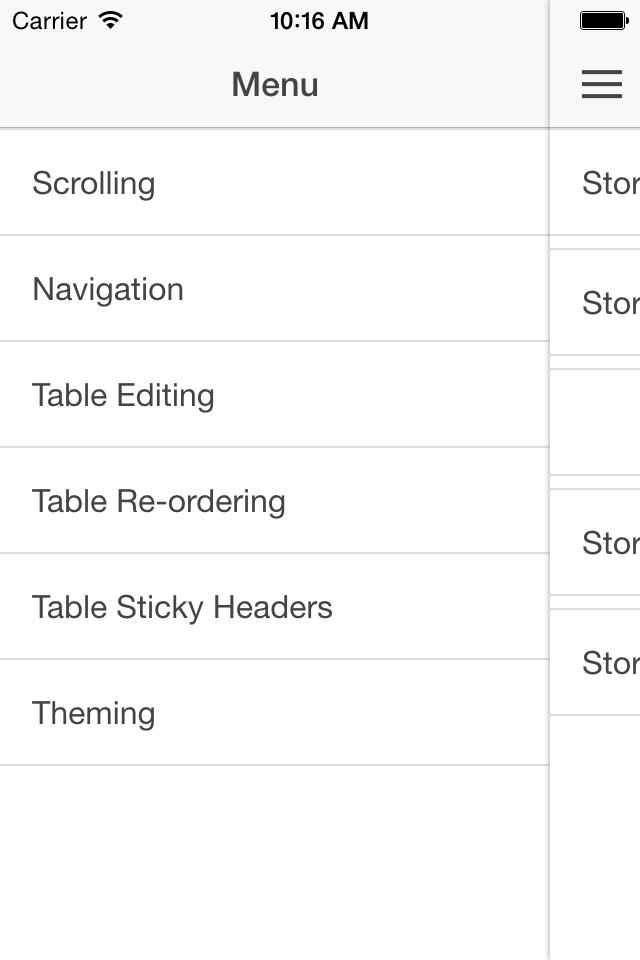 Carrier 10:16 AM
Menu
Scrolling
Navigation
Table Editing
Table Re-ordering
Table Sticky Headers
Theming
Stor
Stor
Stor
Stor